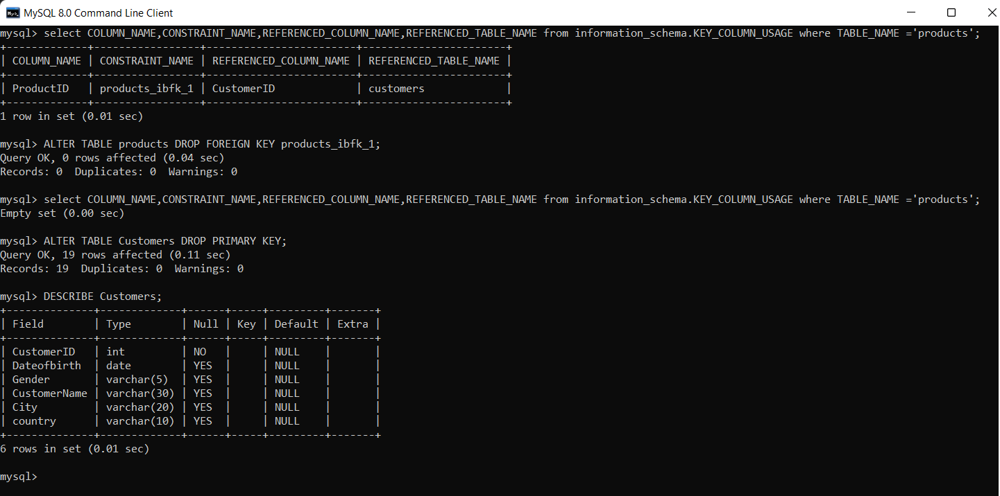 MySQL 8.0 Command Line Client
mysql> select COLUMN_NAME,CONSTRAINT_NAME,REFERENCED_COLUMN_NAME,REFERENCED_TABLE_NAME from information_schema.KEY_COLUMN_USAGE where TABLE_NAME ='products';
+-------------+-----------------+------------------------+-----------------------+
| COLUMN_NAME | CONSTRAINT_NAME | REFERENCED_COLUMN_NAME | REFERENCED_TABLE_NAME |
+-------------+-----------------+------------------------+-----------------------+
| ProductID   | products_ibfk_1 | CustomerID             | customers             |
+-------------+-----------------+------------------------+-----------------------+
1 row in set (0.01 sec)

mysql> ALTER TABLE products DROP FOREIGN KEY products_ibfk_1;
Query OK, 0 rows affected (0.04 sec)
Records: 0  Duplicates: 0  Warnings: 0

mysql> select COLUMN_NAME,CONSTRAINT_NAME,REFERENCED_COLUMN_NAME,REFERENCED_TABLE_NAME from information_schema.KEY_COLUMN_USAGE where TABLE_NAME ='products';
Empty set (0.00 sec)

mysql> ALTER TABLE Customers DROP PRIMARY KEY;
Query OK, 19 rows affected (0.11 sec)
Records: 19  Duplicates: 0  Warnings: 0

mysql> DESCRIBE Customers;
+--------------+-------------+------+-----+---------+-------+
| Field        | Type        | Null | Key | Default | Extra |
+--------------+-------------+------+-----+---------+-------+
| CustomerID   | int         | NO   |     | NULL    |       |
| Dateofbirth  | date        | YES  |     | NULL    |       |
| Gender       | varchar(5)  | YES  |     | NULL    |       |
| CustomerName | varchar(30) | YES  |     | NULL    |       |
| City         | varchar(20) | YES  |     | NULL    |       |
| country      | varchar(10) | YES  |     | NULL    |       |
+--------------+-------------+------+-----+---------+-------+
6 rows in set (0.01 sec)

mysql>